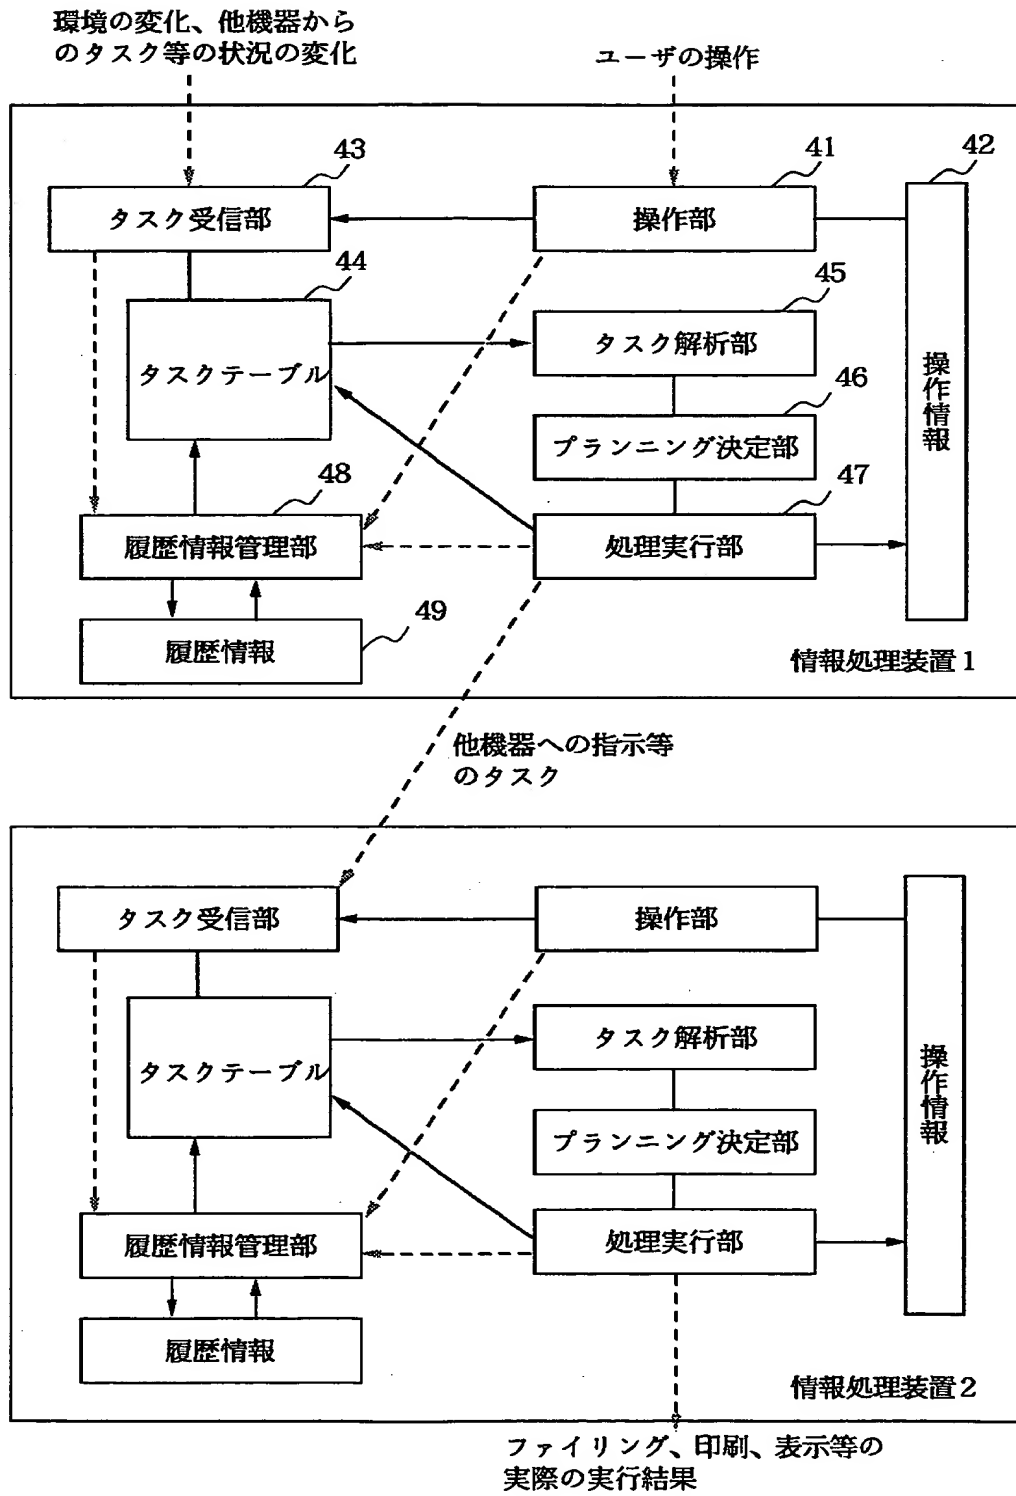 環境の変化、他機器から
のタスク等の状況の変化
ユーザの操作
43
タスク受信部
41
操作部
42
操作情報
44
タスクテーブル
45
タスク解析部
46
プランニング決定部
47
処理実行部
48
履歴情報管理部
49
履歴情報
情報処理装置1
他機器への指示等
のタスク
タスク受信部
操作部
操作情報
タスクテーブル
タスク解析部
プランニング決定部
処理実行部
履歴情報管理部
履歴情報
情報処理装置2
ファイリング、印刷、表示等の
実際の実行結果